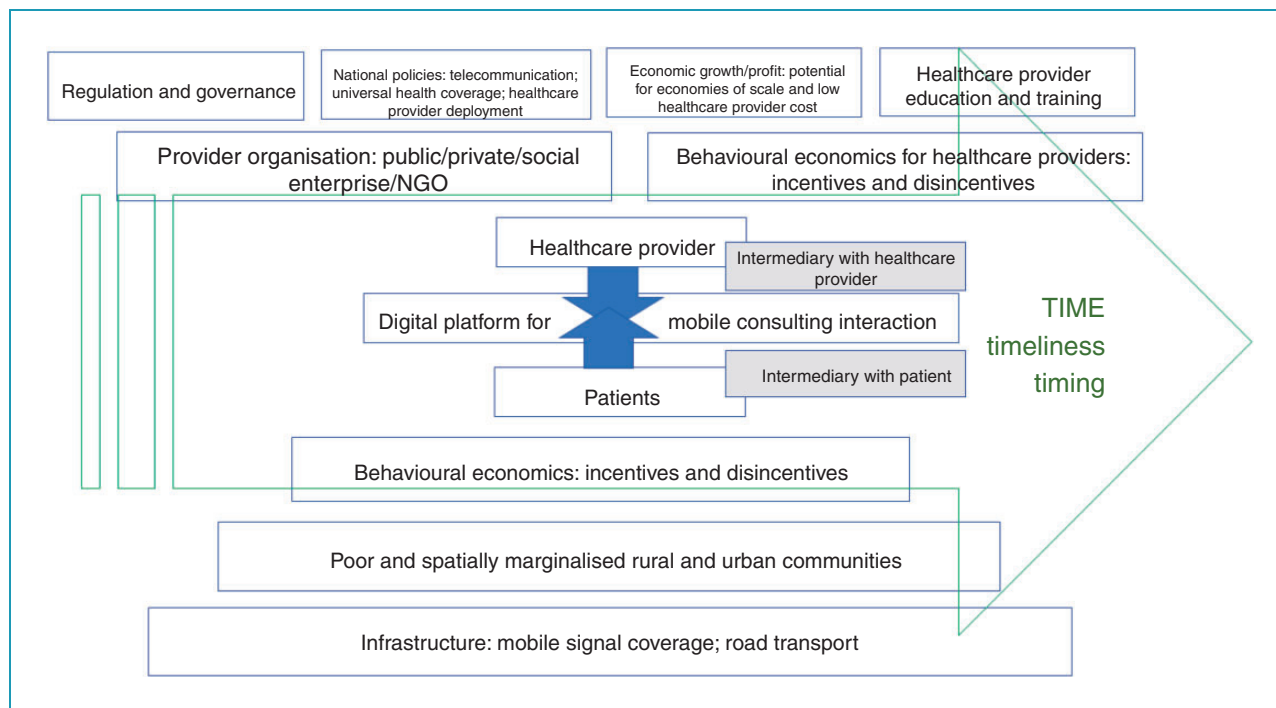 Regulation and governance
National policies: telecommunication;
universal health coverage; healthcare
provider deployment
Economic growth/profit: potential
for economies of scale and low
healthcare provider cost
Healthcare provider
education and training
Provider organisation: public/private/social
enterprise/NGO
Behavioural economics for healthcare providers:
incentives and disincentives
Healthcare provider
Intermediary with healthcare
provider
Digital platform for mobile consulting interaction
TIME
timeliness
timing
Intermediary with patient
Patients
Behavioural economics: incentives and disincentives
Poor and spatially marginalised rural and urban communities
Infrastructure: mobile signal coverage; road transport